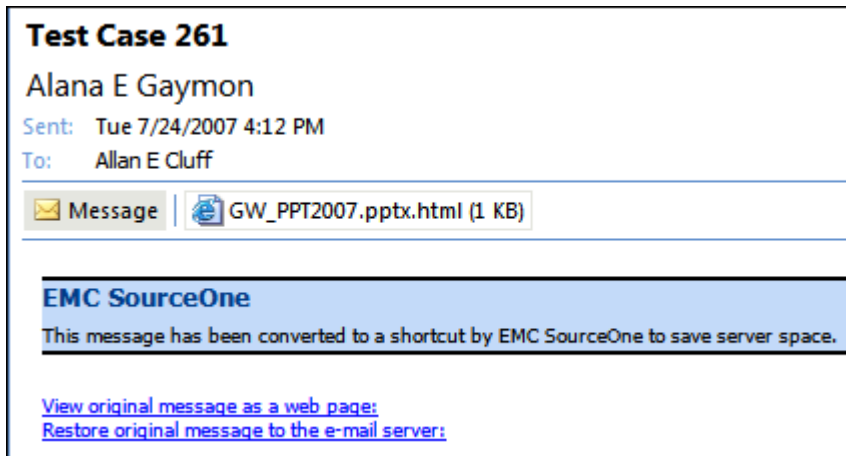 Test Case 261
Alana E Gaymon
Sent: Tue 7/24/2007 4:12 PM
To: Allan E Cluff
Message GW_PPT2007.pptx.html (1 KB)
EMC SourceOne
This message has been converted to a shortcut by EMC SourceOne to save server space.
View original message as a web page:
Restore original message to the e-mail server: